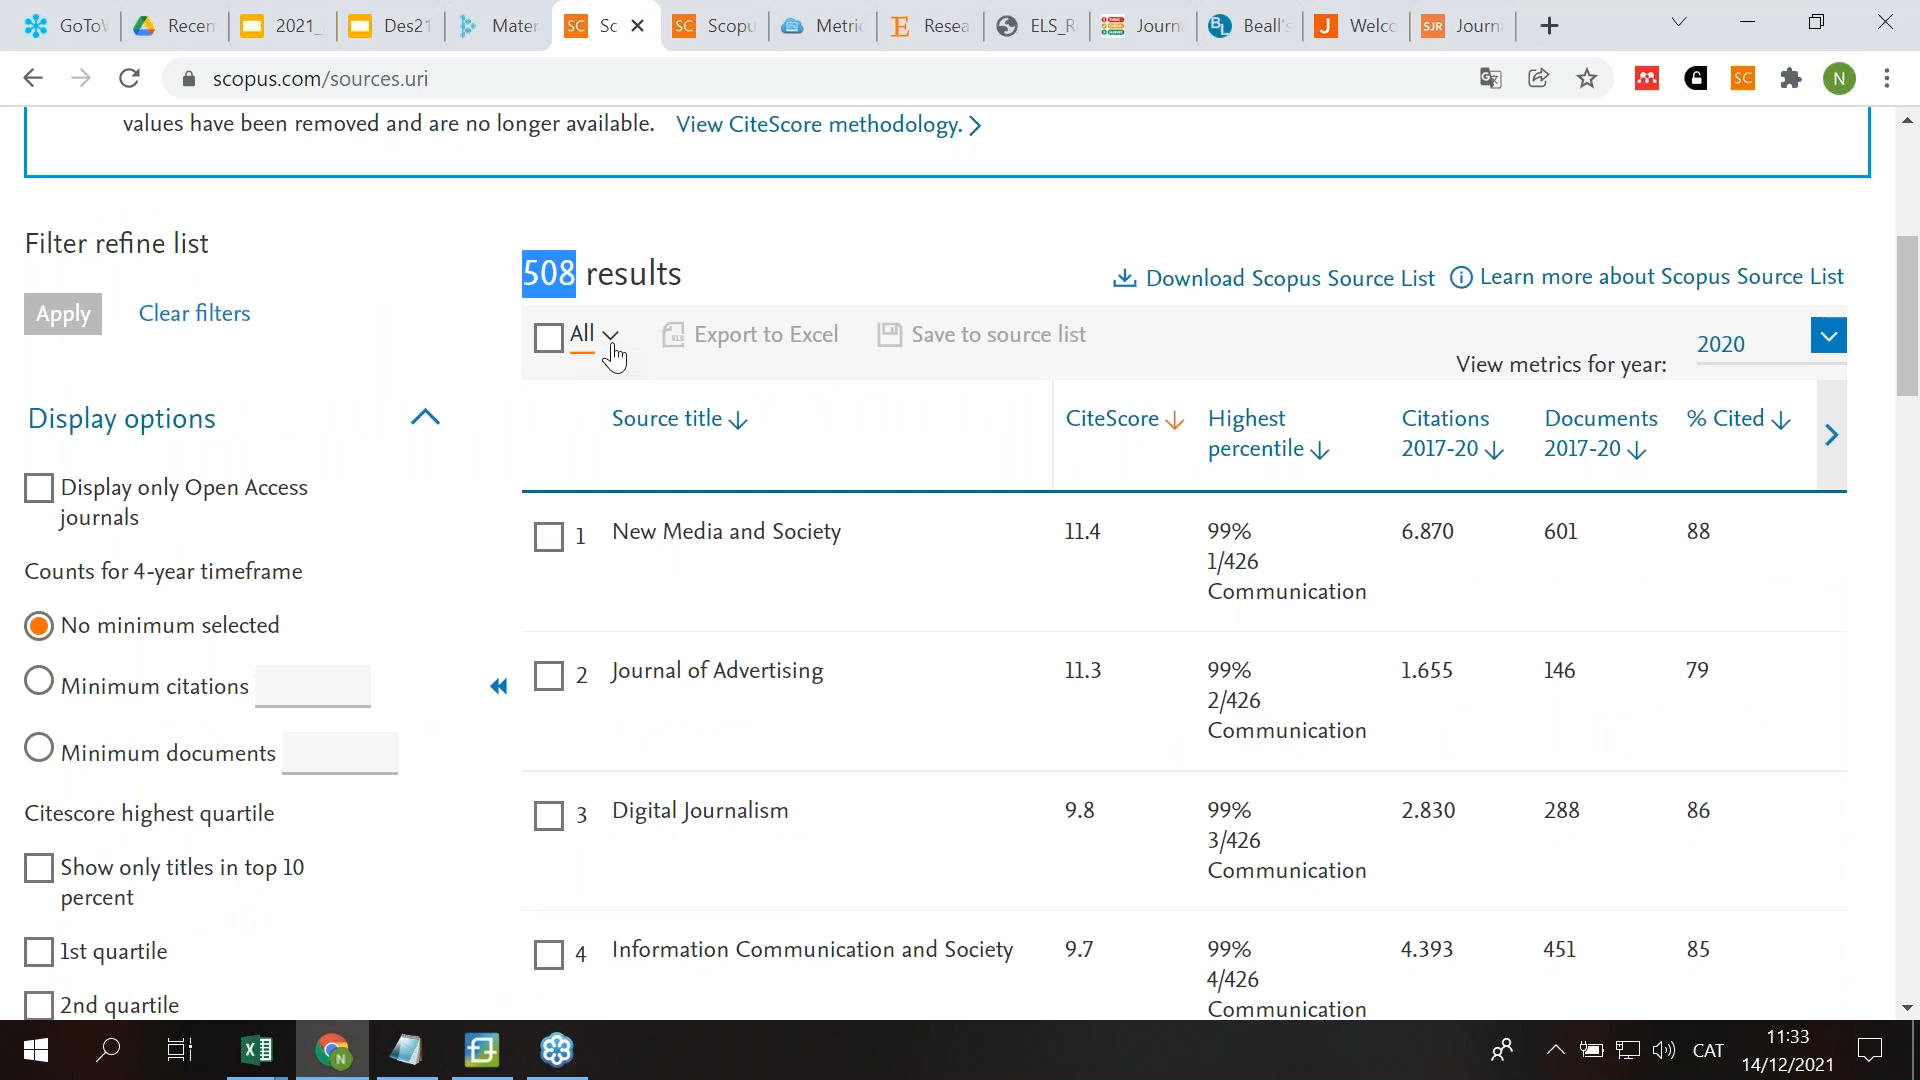 GoToW
Recen
2021_
Des21
Mater
Sc
Scopu
Metric
Resea
ELS_R
Journ
Beall's
Welco
Journ
scopus.com/sources.uri
values have been removed and are no longer available. View CiteScore methodology.
Filter refine list
Apply
Clear filters
Display options
Display only Open Access
journals
Counts for 4-year timeframe
No minimum selected
Minimum citations
Minimum documents
Citescore highest quartile
Show only titles in top 10
percent
1st quartile
2nd quartile
508 results
Download Scopus Source List
Learn more about Scopus Source List
All
Export to Excel
Save to source list
View metrics for year:
2020
Source title
CiteScore
Highest
percentile
Citations
2017-20
Documents
2017-20
% Cited
1 New Media and Society 11.4 99% 6.870 601 88
1/426
Communication
2 Journal of Advertising 11.3 99% 1.655 146 79
2/426
Communication
3 Digital Journalism 9.8 99% 2.830 288 86
3/426
Communication
4 Information Communication and Society 9.7 99% 4.393 451 85
4/426
Communication
CAT
11:33
14/12/2021